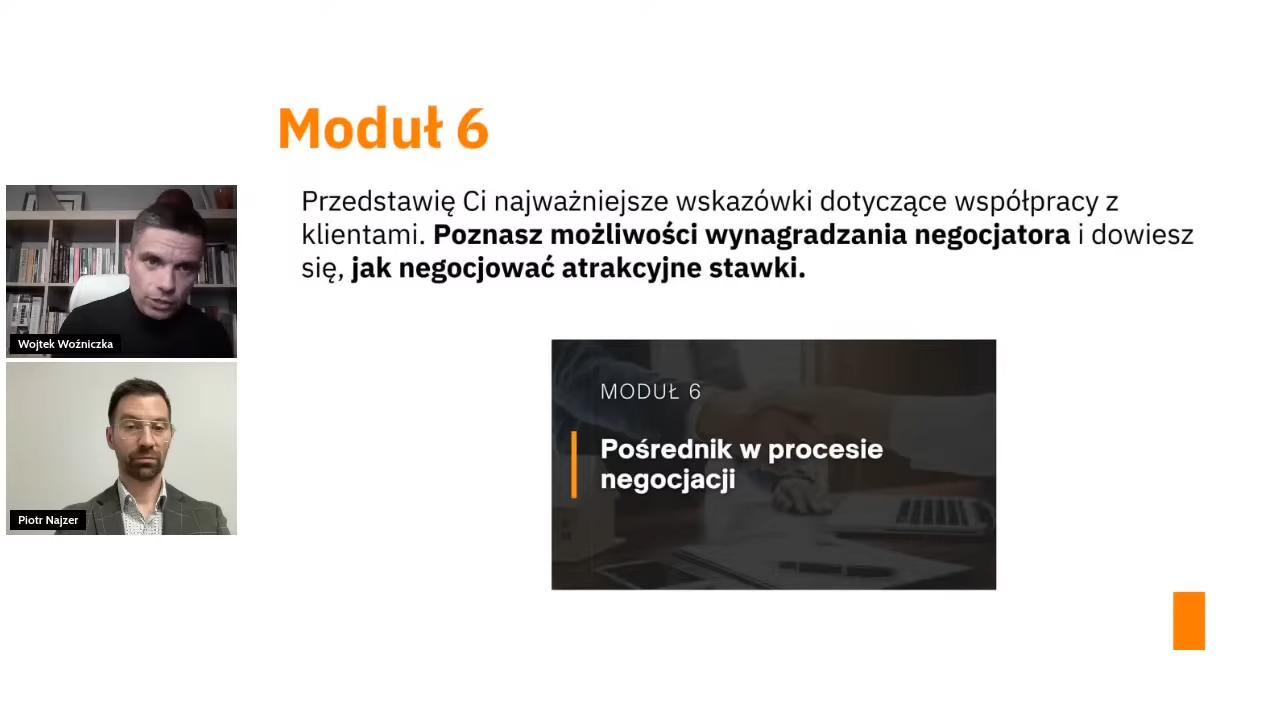 Moduł 6
Przedstawię Ci najważniejsze wskazówki dotyczące współpracy z
klientami. Poznasz możliwości wynagradzania negocjatora i dowiesz
się, jak negocjować atrakcyjne stawki.
Wojtek Woźniczka
Piotr Najzer
MODUŁ 6
Pośrednik w procesie
negocjacji